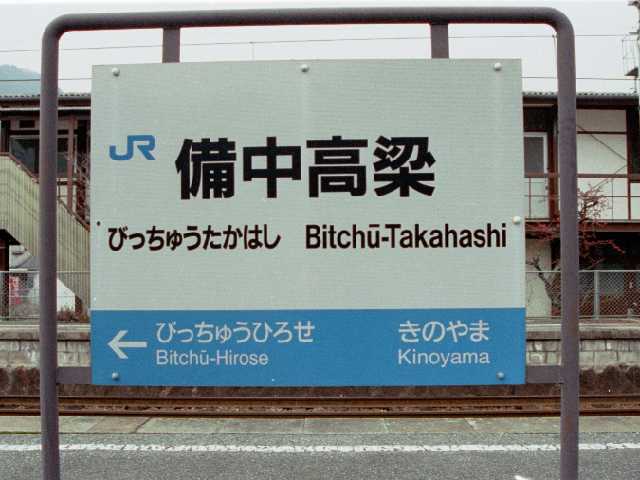 JR 備中高梁
びっちゅうたかはし Bitchū-Takahashi
← びっちゅうひろせ きのやま
Bitchū-Hirose Kinoyama